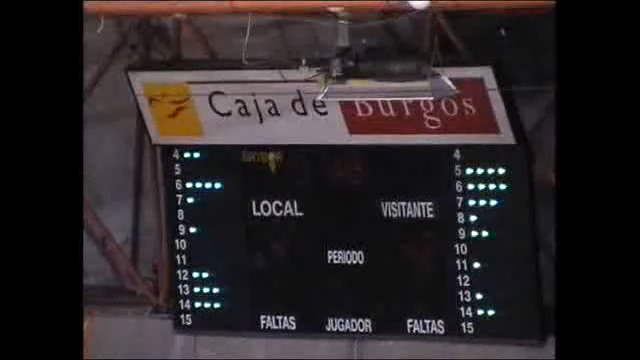 Caja de Burgos
4 4
5 5
6 6
7 7
8 LOCAL VISITANTE 8
9 9
10 PERIODO 10
11 11
12 12
13 13
14 14
15 FALTAS JUGADOR FALTAS 15